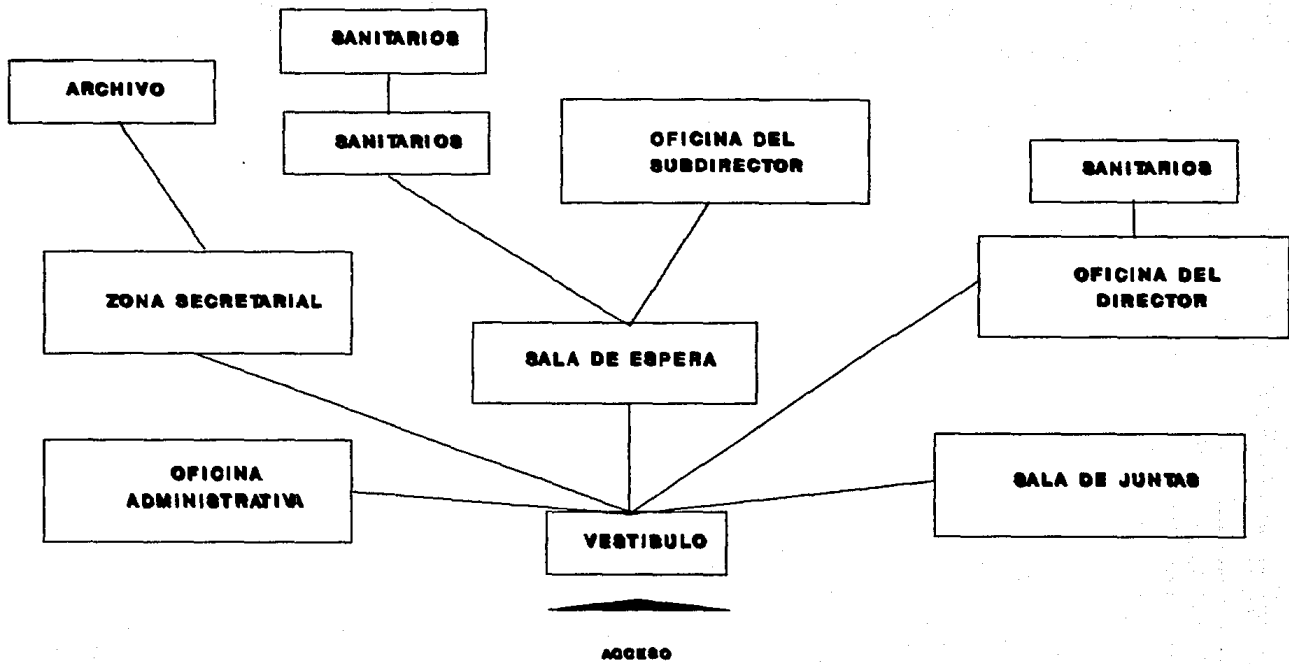 SANITARIOS
ARCHIVO
SANITARIOS
OFICINA DEL
SUBDIRECTOR
SANITARIOS
ZONA SECRETARIAL
OFICINA DEL
DIRECTOR
SALA DE ESPERA
OFICINA
ADMINISTRATIVA
SALA DE JUNTAS
VESTIBULO
ACCESO